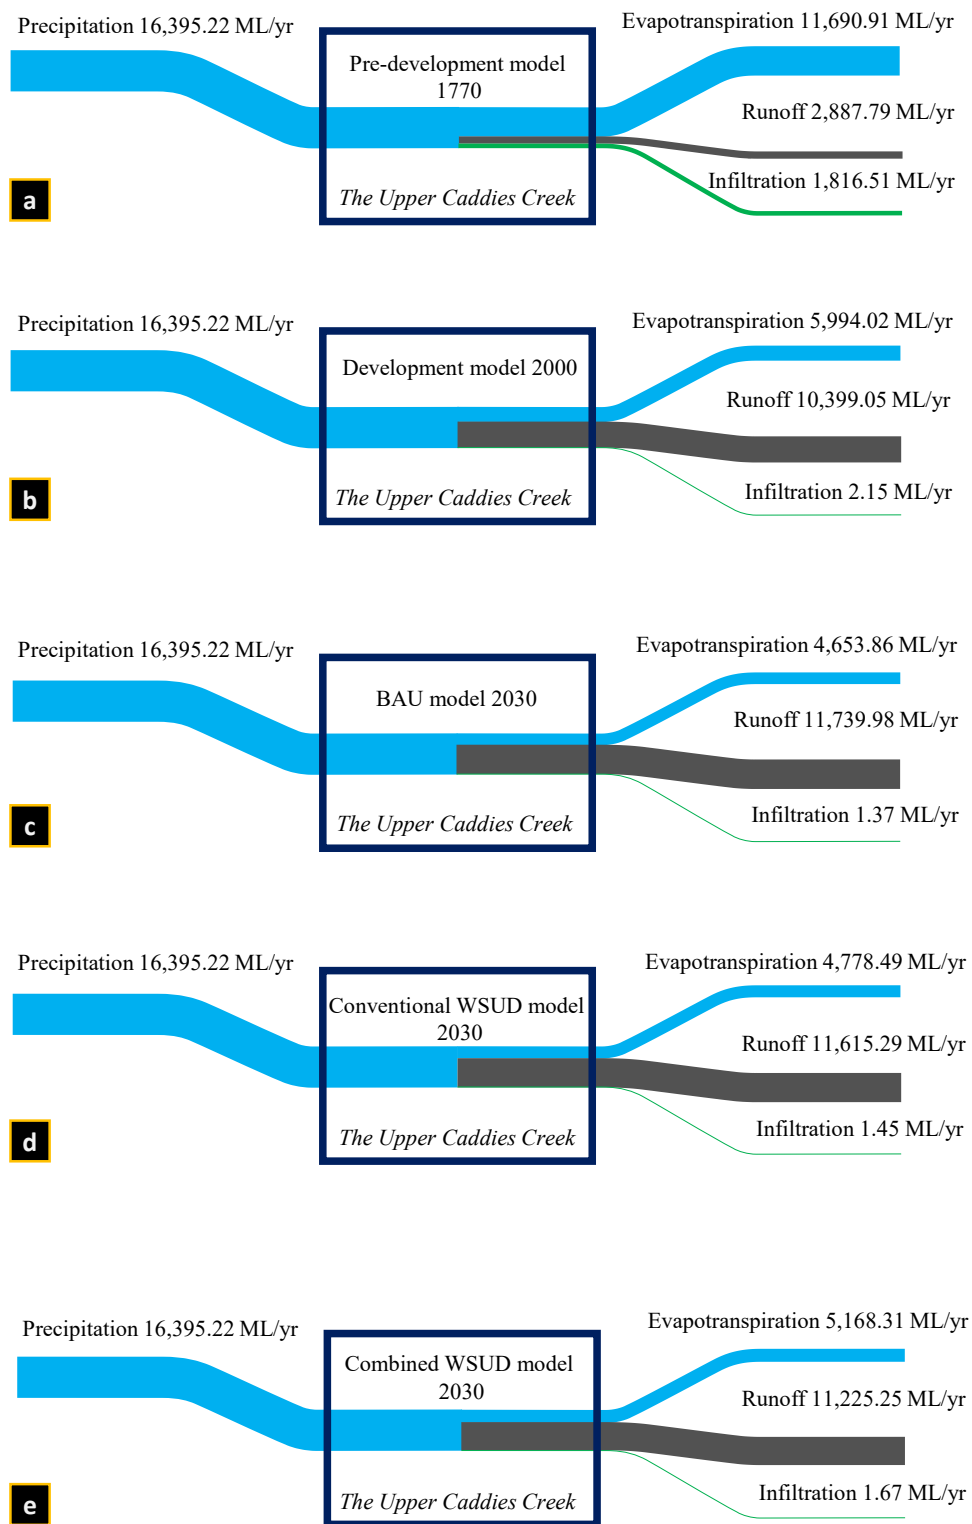 Precipitation 16,395.22 ML/yr
Evapotranspiration 11,690.91 ML/yr
Pre-development model
1770
Runoff 2,887.79 ML/yr
Infiltration 1,816.51 ML/yr
The Upper Caddies Creek
a
Precipitation 16,395.22 ML/yr
Evapotranspiration 5,994.02 ML/yr
Development model 2000
Runoff 10,399.05 ML/yr
Infiltration 2.15 ML/yr
The Upper Caddies Creek
b
Precipitation 16,395.22 ML/yr
Evapotranspiration 4,653.86 ML/yr
BAU model 2030
Runoff 11,739.98 ML/yr
Infiltration 1.37 ML/yr
The Upper Caddies Creek
c
Precipitation 16,395.22 ML/yr
Evapotranspiration 4,778.49 ML/yr
Conventional WSUD model
2030
Runoff 11,615.29 ML/yr
Infiltration 1.45 ML/yr
The Upper Caddies Creek
d
Precipitation 16,395.22 ML/yr
Evapotranspiration 5,168.31 ML/yr
Combined WSUD model
2030
Runoff 11,225.25 ML/yr
Infiltration 1.67 ML/yr
The Upper Caddies Creek
e